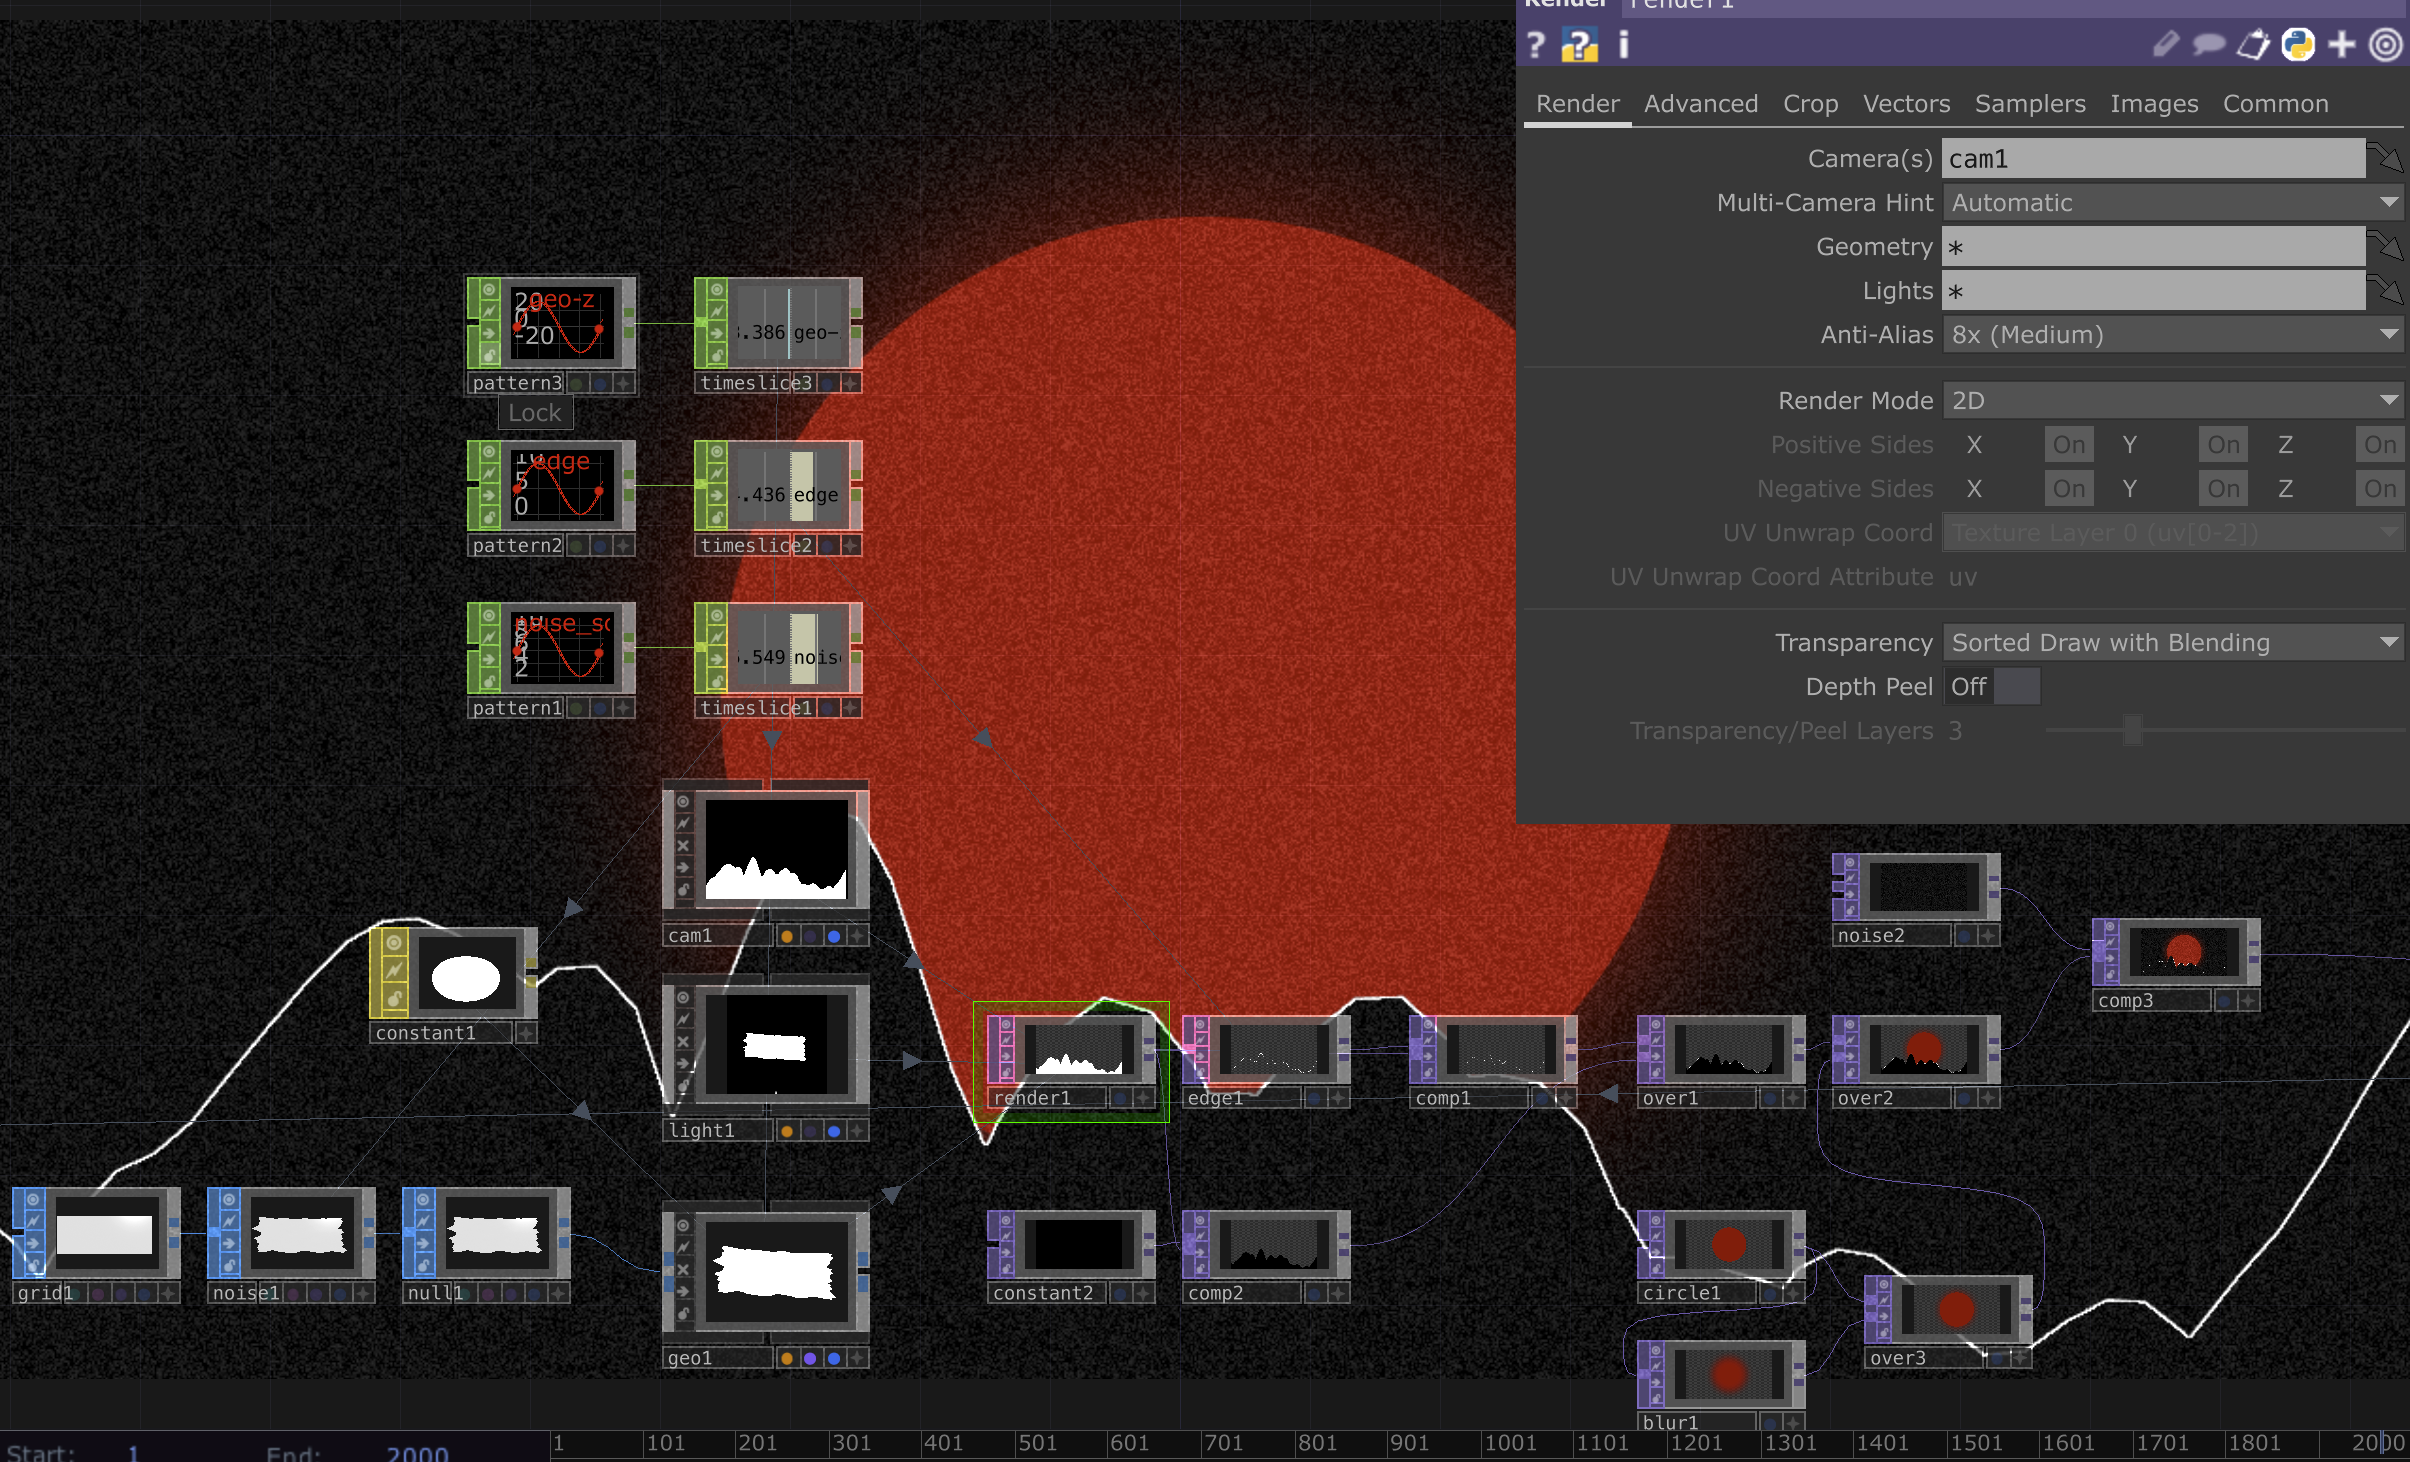 Render render1
Render Advanced Crop Vectors Samplers Images Common
Camera(s) cam1
Multi-Camera Hint Automatic
Geometry *
Lights *
Anti-Alias 8x (Medium)
Render Mode 2D
Positive Sides X On Y On Z On
Negative Sides X On Y On Z On
UV Unwrap Coord Texture Layer 0 (uv[0-2])
UV Unwrap Coord Attribute uv
Transparency Sorted Draw with Blending
Depth Peel Off
Transparency/Peel Layers 3
geo-z
-20
.386 geo-
pattern3
timeslice3
Lock
edge
5
0
.436 edge
pattern2
timeslice2
2
.549
pattern1
timeslice1
cam1
noise2
comp3
constant1
light1
render1
edge1
comp1
over1
over2
grid1
noise1
null1
geo1
constant2
comp2
circle1
over3
blur1
Start: 1 End: 2000
1 101 201 301 401 501 601 701 801 901 1001 1101 1201 1301 1401 1501 1601 1701 1801 2000